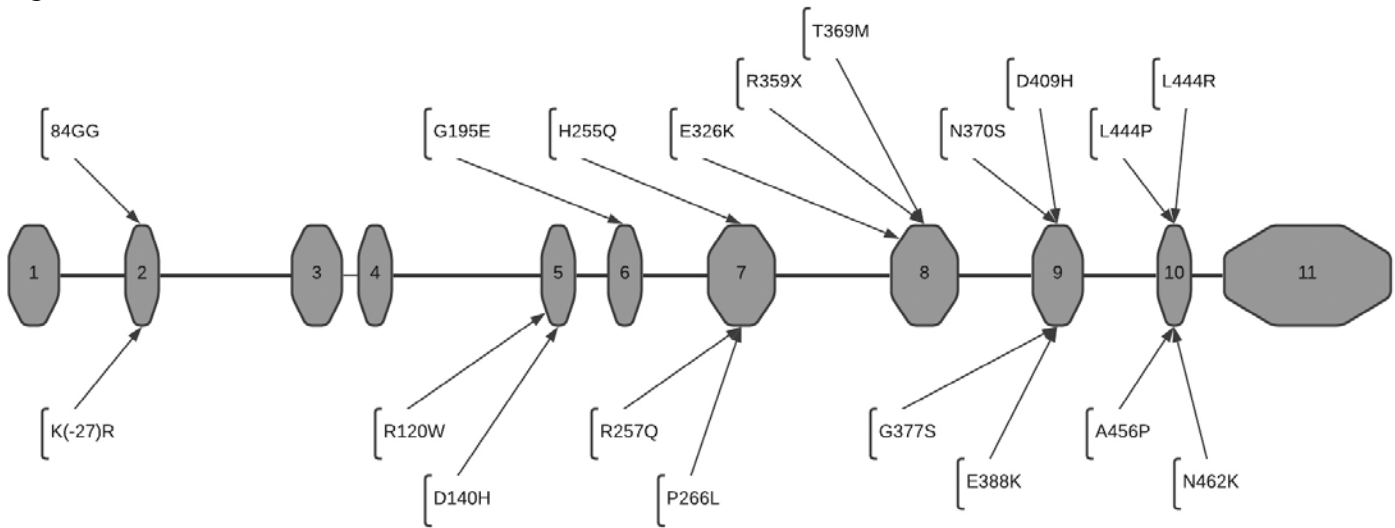 T369M
R359X
D409H
L444R
84GG
G195E
H255Q
E326K
N370S
L444P
1
2
3
4
5
6
7
8
9
10
11
K(-27)R
R120W
R257Q
G377S
A456P
D140H
P266L
E388K
N462K